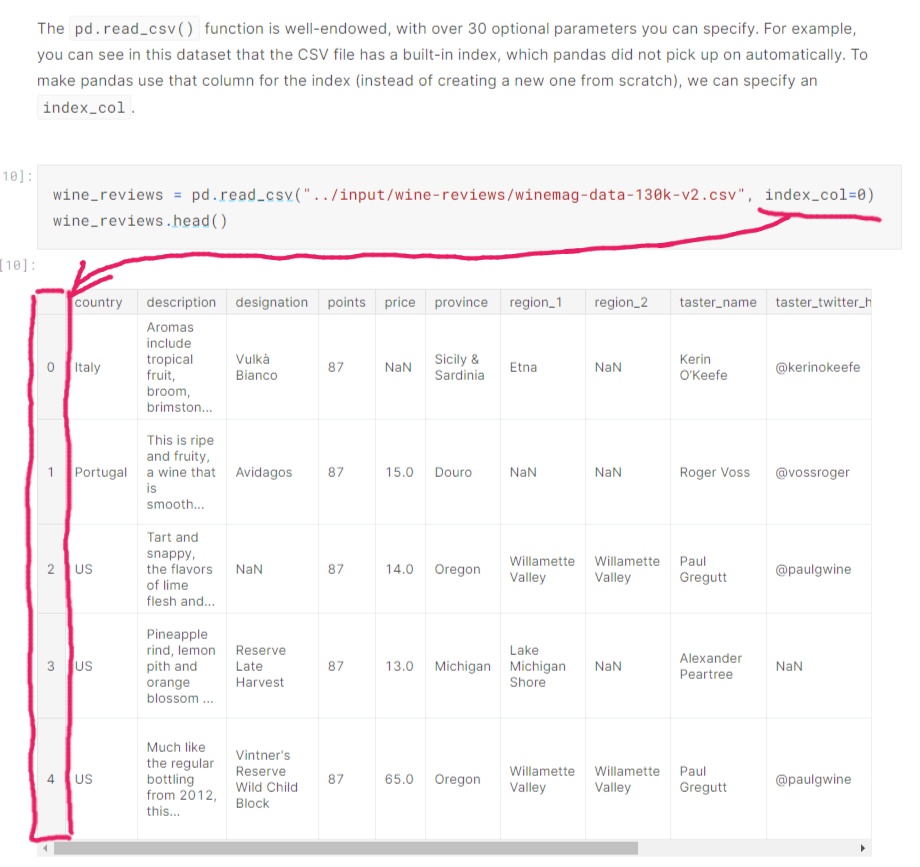 The pd.read_csv() function is well-endowed, with over 30 optional parameters you can specify. For example,
you can see in this dataset that the CSV file has a built-in index, which pandas did not pick up on automatically. To
make pandas use that column for the index (instead of creating a new one from scratch), we can specify an
index_col .
10]:
wine_reviews = pd.read_csv("../input/wine-reviews/winemag-data-130k-v2.csv", index_col=0)
wine_reviews.head()
[10]:
country description designation points price province region_1 region_2 taster_name taster_twitter_h
0 Italy Aromas include tropical fruit, broom, brimston... Vulkà Bianco 87 NaN Sicily & Sardinia Etna NaN Kerin O'Keefe @kerinokeefe
1 Portugal This is ripe and fruity, a wine that is smooth... Avidagos 87 15.0 Douro NaN NaN Roger Voss @vossroger
2 US Tart and snappy, the flavors of lime flesh and... NaN 87 14.0 Oregon Willamette Valley Willamette Valley Paul Gregutt @paulgwine
3 US Pineapple rind, lemon pith and orange blossom ... Reserve Late Harvest 87 13.0 Michigan Lake Michigan Shore NaN Alexander Peartree NaN
4 US Much like the regular bottling from 2012, this... Vintner's Reserve Wild Child Block 87 65.0 Oregon Willamette Valley Willamette Valley Paul Gregutt @paulgwine